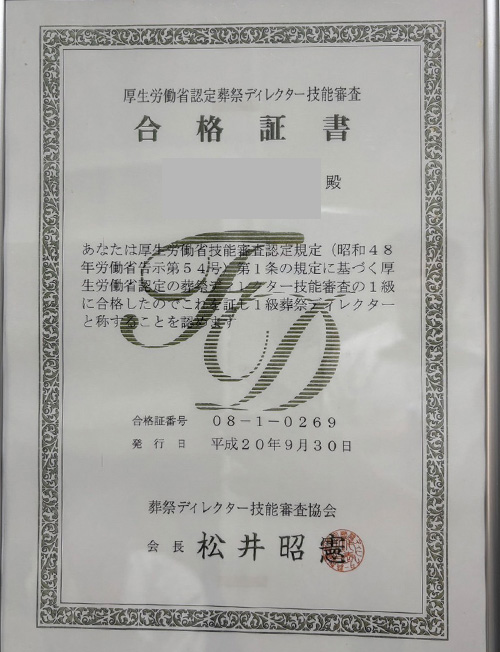 厚生労働省認定葬祭ディレクター技能審査
合格証書
殿
あなたは厚生労働省技能審査認定規定（昭和４８
年労働省告示第５４号）第１条の規定に基づく厚
生労働省認定の葬祭ディレクター技能審査の１級
に合格したのでこれを証し１級葬祭ディレクター
と称することを認めます
FD
合格証番号 ０８－１－０２６９
発行日 平成２０年９月３０日
葬祭ディレクター技能審査協会
会長 松井昭憲